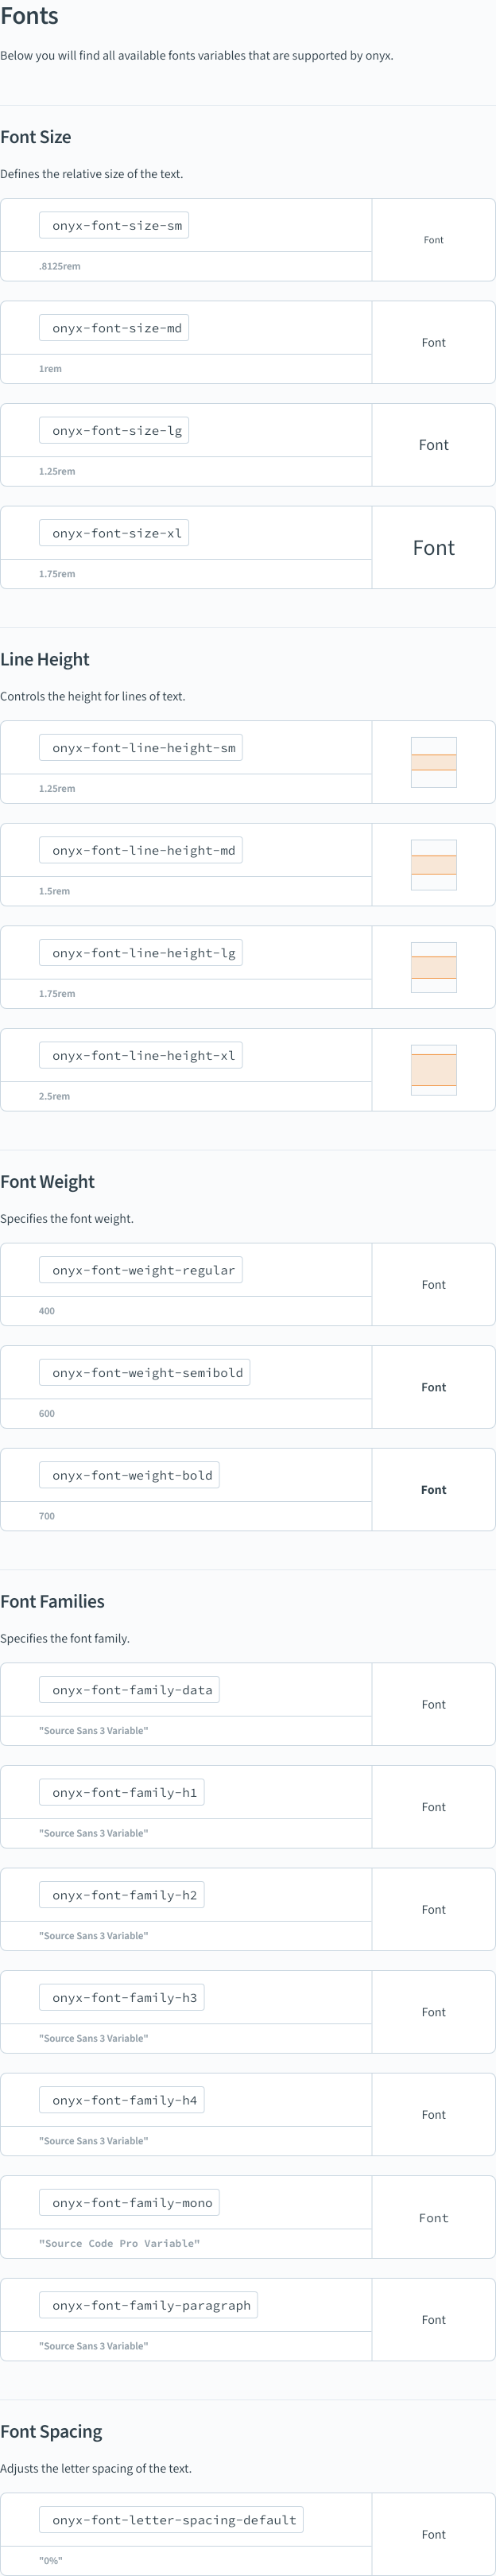 Fonts
Below you will find all available fonts variables that are supported by onyx.
Font Size
Defines the relative size of the text.
onyx-font-size-sm
Font
.8125rem
onyx-font-size-md
Font
1rem
onyx-font-size-lg
Font
1.25rem
onyx-font-size-xl
Font
1.75rem
Line Height
Controls the height for lines of text.
onyx-font-line-height-sm
1.25rem
onyx-font-line-height-md
1.5rem
onyx-font-line-height-lg
1.75rem
onyx-font-line-height-xl
2.5rem
Font Weight
Specifies the font weight.
onyx-font-weight-regular
Font
400
onyx-font-weight-semibold
Font
600
onyx-font-weight-bold
Font
700
Font Families
Specifies the font family.
onyx-font-family-data
Font
"Source Sans 3 Variable"
onyx-font-family-h1
Font
"Source Sans 3 Variable"
onyx-font-family-h2
Font
"Source Sans 3 Variable"
onyx-font-family-h3
Font
"Source Sans 3 Variable"
onyx-font-family-h4
Font
"Source Sans 3 Variable"
onyx-font-family-mono
Font
"Source Code Pro Variable"
onyx-font-family-paragraph
Font
"Source Sans 3 Variable"
Font Spacing
Adjusts the letter spacing of the text.
onyx-font-letter-spacing-default
Font
"0%"